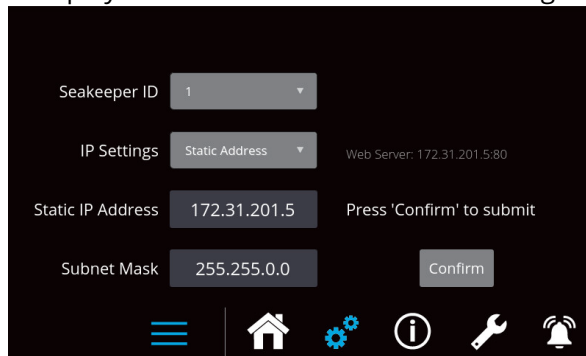 Seakeeper ID 1
IP Settings Static Address Web Server: 172.31.201.5:80
Static IP Address 172.31.201.5 Press 'Confirm' to submit
Subnet Mask 255.255.0.0 Confirm